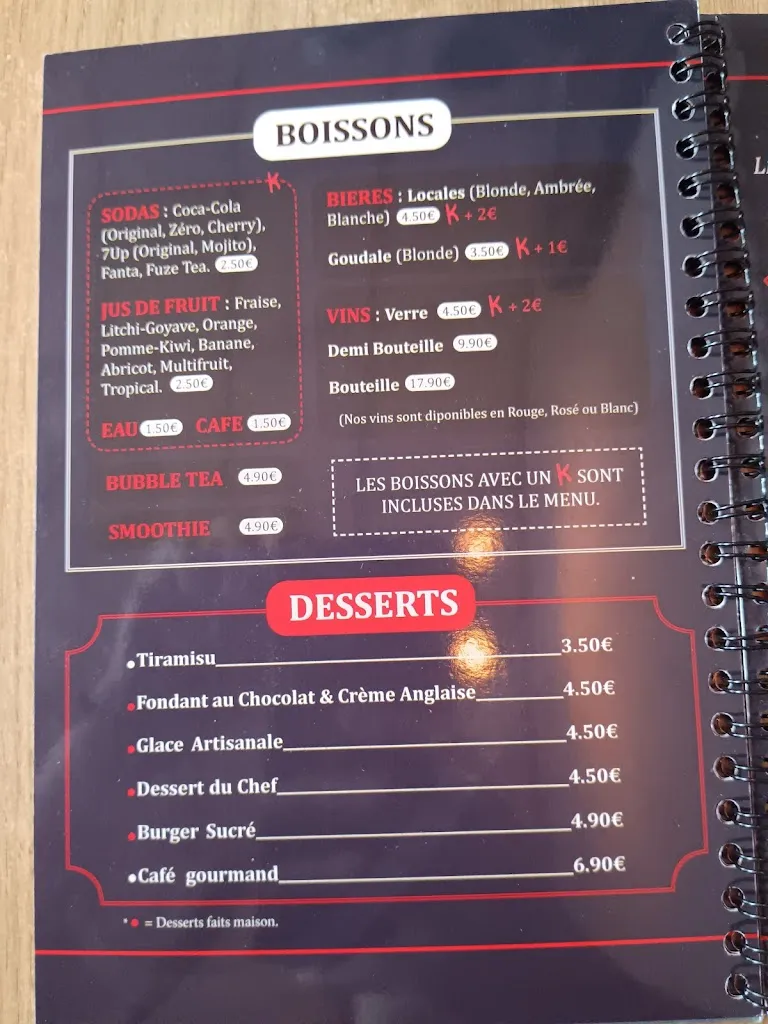 BOISSONS
K
SODAS : Coca-Cola
(Original, Zéro, Cherry),
7Up (Original, Mojito),
Fanta, Fuze Tea. 2.50€
JUS DE FRUIT : Fraise,
Litchi-Goyave, Orange,
Pomme-Kiwi, Banane,
Abricot, Multifruit,
Tropical. 2.50€
EAU 1.50€ CAFE 1.50€
BUBBLE TEA 4.90€
SMOOTHIE 4.90€
BIERES : Locales (Blonde, Ambrée,
Blanche) 4.50€ K + 2€
Goudale (Blonde) 3.50€ K + 1€
VINS : Verre 4.50€ K + 2€
Demi Bouteille 9.90€
Bouteille 17.90€
(Nos vins sont diponibles en Rouge, Rosé ou Blanc)
LES BOISSONS AVEC UN K SONT
INCLUSES DANS LE MENU.
DESSERTS
•Tiramisu 3.50€
•Fondant au Chocolat & Crème Anglaise 4.50€
•Glace Artisanale 4.50€
•Dessert du Chef 4.50€
•Burger Sucré 4.90€
•Café gourmand 6.90€
* • = Desserts faits maison.